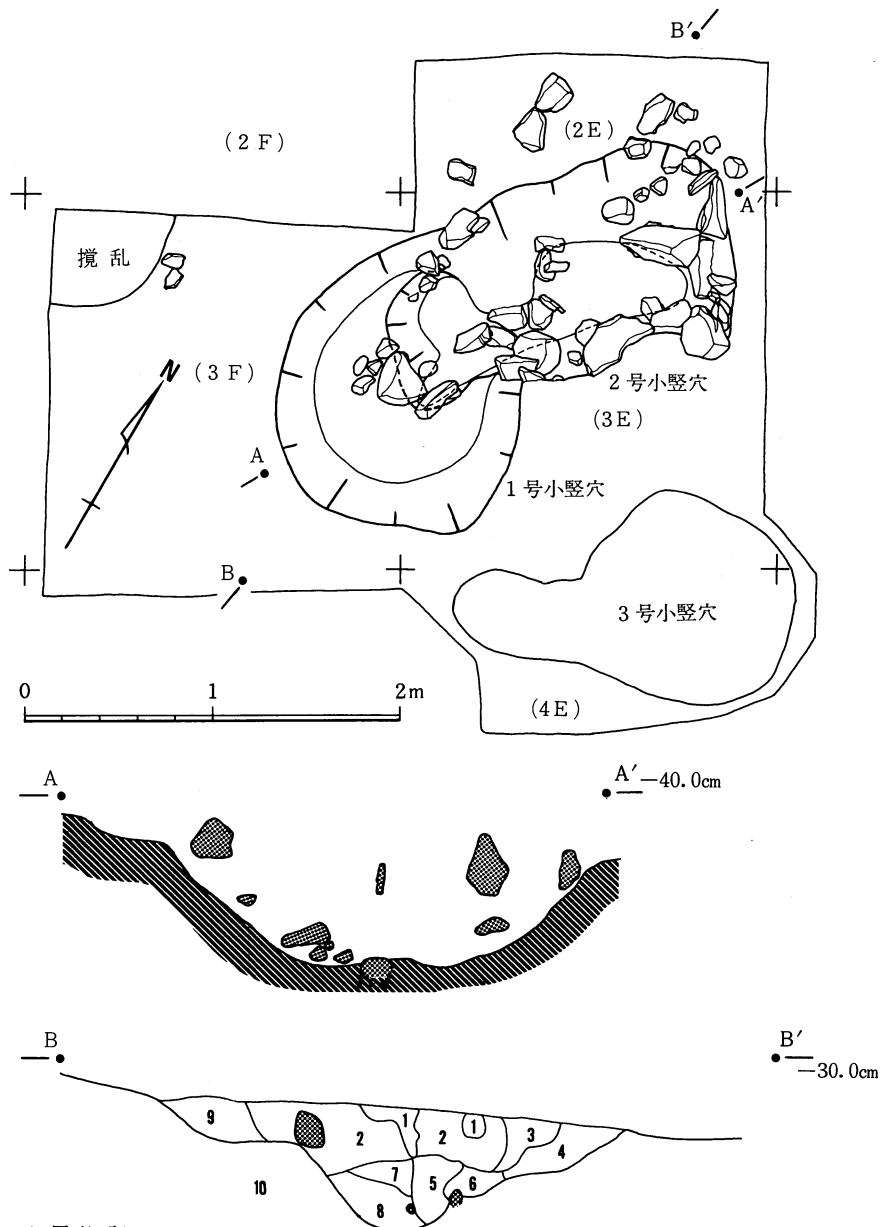 B′
(2F)
(2E)
A′
撹乱
N
(3F)
2号小竪穴
(3E)
A
1号小竪穴
B
3号小竪穴
0 1 2m
(4E)
A A′ −40.0cm
B B′
−30.0cm
9 2 1 2 1 3 4
10 7 5 6
8